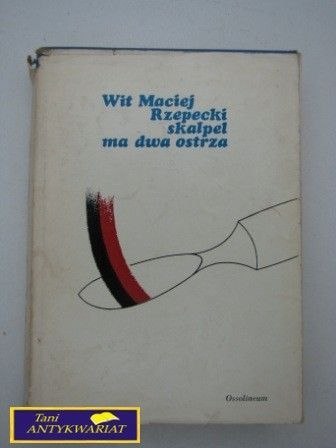 Wit Maciej
Rzepecki
skalpel
ma dwa ostrza
Ossolineum
Tani
ANTYKWARIAT